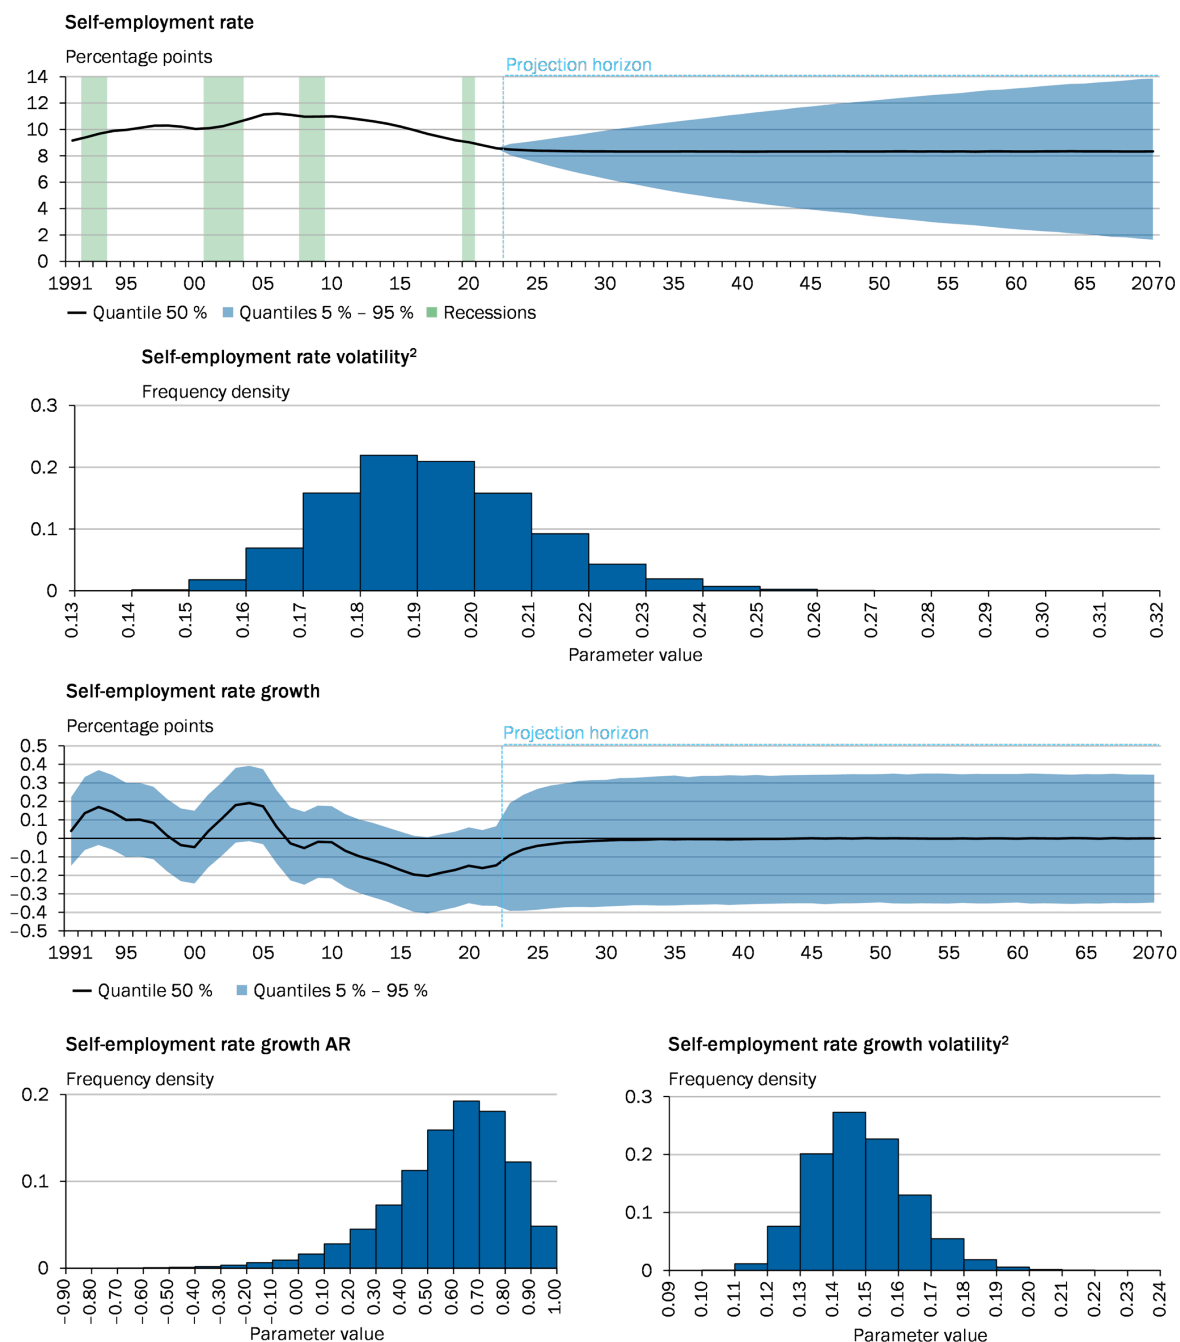 Self-employment rate
Percentage points
Projection horizon
14
12
10
8
6
4
2
0
1991 95 00 05 10 15 20 25 30 35 40 45 50 55 60 65 2070
Quantile 50 % Quantiles 5 % – 95 % Recessions
Self-employment rate volatility²
Frequency density
0.3
0.2
0.1
0
0.13 0.14 0.15 0.16 0.17 0.18 0.19 0.20 0.21 0.22 0.23 0.24 0.25 0.26 0.27 0.28 0.29 0.30 0.31 0.32
Parameter value
Self-employment rate growth
Percentage points
Projection horizon
0.5
0.4
0.3
0.2
0.1
0
–0.1
–0.2
–0.3
–0.4
–0.5
1991 95 00 05 10 15 20 25 30 35 40 45 50 55 60 65 2070
Quantile 50 % Quantiles 5 % – 95 %
Self-employment rate growth AR
Frequency density
0.2
0.1
0
–0.90 –0.80 –0.70 –0.60 –0.50 –0.40 –0.30 –0.20 –0.10 0.00 0.10 0.20 0.30 0.40 0.50 0.60 0.70 0.80 0.90 1.00
Parameter value
Self-employment rate growth volatility²
Frequency density
0.3
0.2
0.1
0
0.09 0.10 0.11 0.12 0.13 0.14 0.15 0.16 0.17 0.18 0.19 0.20 0.21 0.22 0.23 0.24
Parameter value